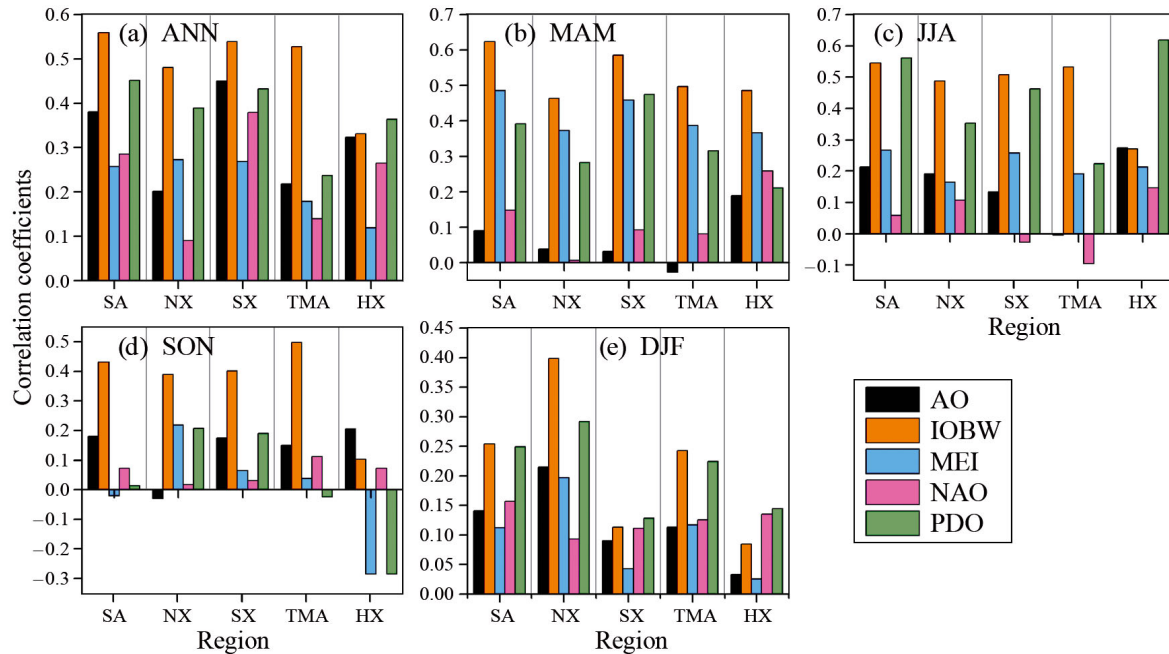 Correlation coefficients
(a) ANN
0.6
0.5
0.4
0.3
0.2
0.1
0.0
SA NX SX TMA HX
(b) MAM
0.7
0.6
0.5
0.4
0.3
0.2
0.1
0.0
SA NX SX TMA HX
(c) JJA
0.7
0.6
0.5
0.4
0.3
0.2
0.1
0.0
−0.1
SA NX SX TMA HX
Region
(d) SON
0.5
0.4
0.3
0.2
0.1
0.0
−0.1
−0.2
−0.3
SA NX SX TMA HX
Region
(e) DJF
0.45
0.40
0.35
0.30
0.25
0.20
0.15
0.10
0.05
0.00
SA NX SX TMA HX
Region
AO
IOBW
MEI
NAO
PDO